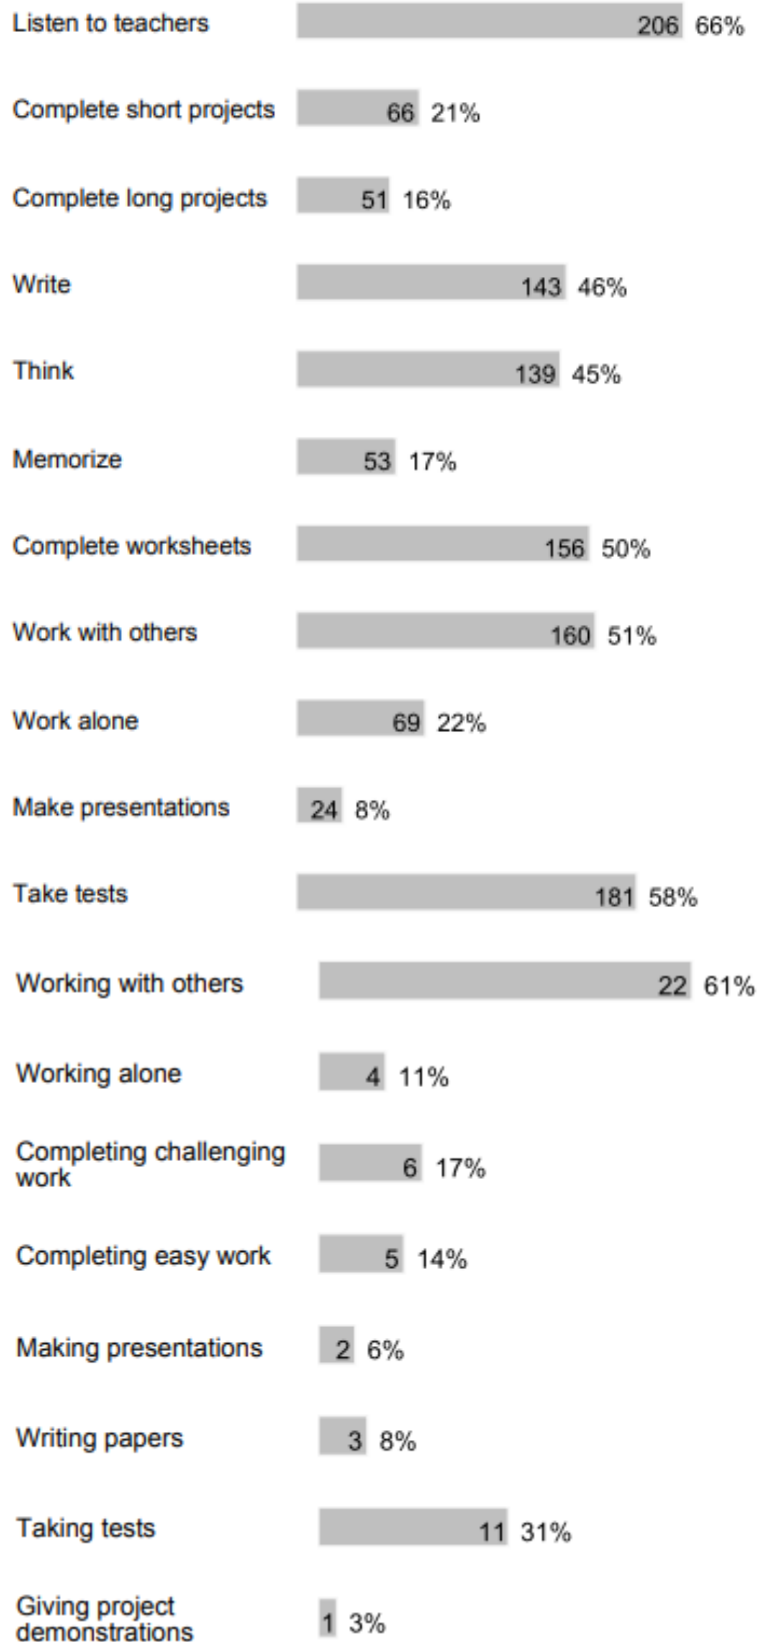 Listen to teachers 206 66%
Complete short projects 66 21%
Complete long projects 51 16%
Write 143 46%
Think 139 45%
Memorize 53 17%
Complete worksheets 156 50%
Work with others 160 51%
Work alone 69 22%
Make presentations 24 8%
Take tests 181 58%
Working with others 22 61%
Working alone 4 11%
Completing challenging
work 6 17%
Completing easy work 5 14%
Making presentations 2 6%
Writing papers 3 8%
Taking tests 11 31%
Giving project
demonstrations 1 3%